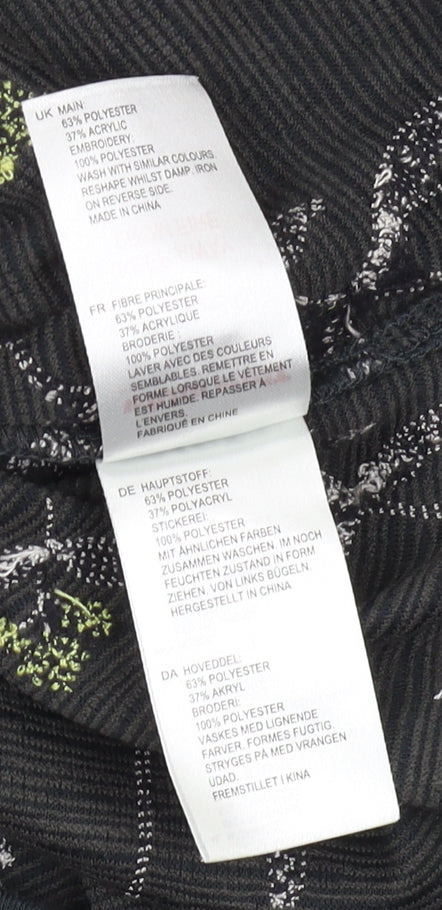 UK MAIN:
63% POLYESTER
37% ACRYLIC
EMBROIDERY:
100% POLYESTER
WASH WITH SIMILAR COLOURS.
RESHAPE WHILST DAMP. IRON
ON REVERSE SIDE.
MADE IN CHINA
FR FIBRE PRINCIPALE:
63% POLYESTER
37% ACRYLIQUE
BRODERIE :
100% POLYESTER
LAVER AVEC DES COULEURS
SEMBLABLES. REMETTRE EN
FORME LORSQUE LE VÊTEMENT
EST HUMIDE. REPASSER À
L'ENVERS.
FABRIQUÉ EN CHINE
DE HAUPTSTOFF:
63% POLYESTER
37% POLYACRYL
STICKEREI:
100% POLYESTER
MIT ÄHNLICHEN FARBEN
ZUSAMMEN WASCHEN. IM NOCH
FEUCHTEN ZUSTAND IN FORM
ZIEHEN. VON LINKS BÜGELN.
HERGESTELLT IN CHINA
DA HOVEDDEL:
63% POLYESTER
37% AKRYL
BRODERI:
100% POLYESTER
VASKES MED LIGNENDE
FARVER. FORMES FUGTIG.
STRYGES PÅ MED VRANGEN
UDAD.
FREMSTILLET I KINA